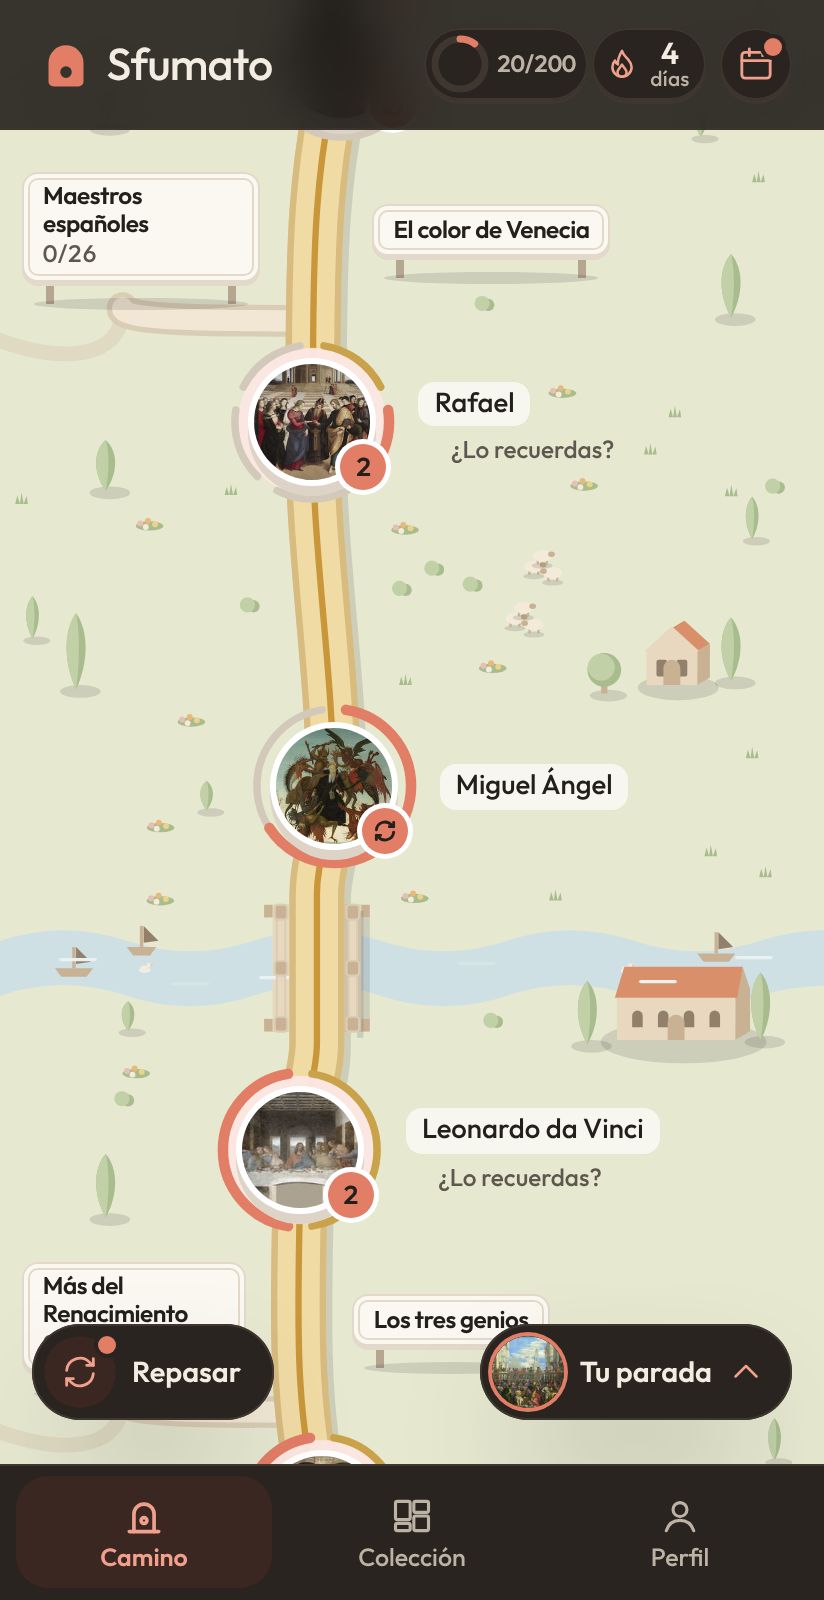 Sfumato
20/200
4
días
Maestros
españoles
0/26
El color de Venecia
Rafael
¿Lo recuerdas?
2
Miguel Ángel
Leonardo da Vinci
¿Lo recuerdas?
2
Más del
Renacimiento
Los tres genios
Repasar
Tu parada
Camino
Colección
Perfil